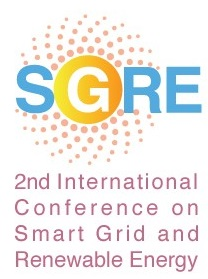 SGRE
2nd International
Conference on
Smart Grid and
Renewable Energy